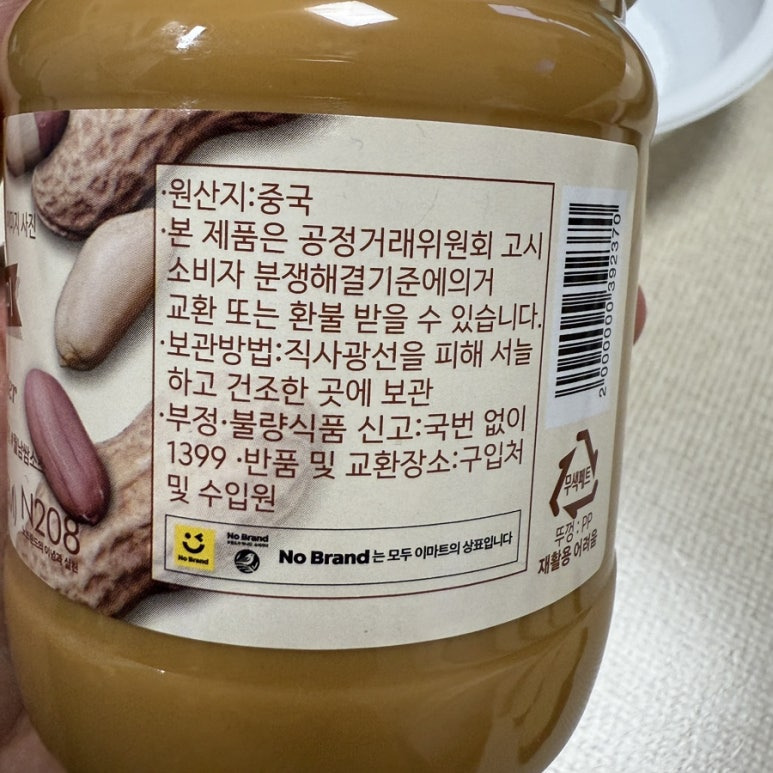 사진
·원산지:중국
·본 제품은 공정거래위원회 고시
소비자 분쟁해결기준에의거
교환 또는 환불 받을 수 있습니다.
·보관방법:직사광선을 피해 서늘
하고 건조한 곳에 보관
·부정·불량식품 신고:국번 없이
1399 ·반품 및 교환장소:구입처
및 수입원
N208
No Brand
No Brand
No Brand는 모두 이마트의 상표입니다
2 000000 392370
무색페트
뚜껑 : PP
재활용 어려움